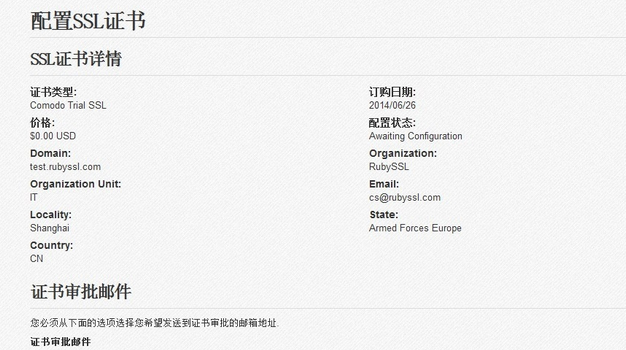 配置SSL证书
SSL证书详情
证书类型:
Comodo Trial SSL
订购日期:
2014/06/26
价格:
$0.00 USD
配置状态:
Awaiting Configuration
Domain:
test.rubyssl.com
Organization:
RubySSL
Organization Unit:
IT
Email:
cs@rubyssl.com
Locality:
Shanghai
State:
Armed Forces Europe
Country:
CN
证书审批邮件
您必须从下面的选项选择您希望发送到证书审批的邮箱地址.
证书审批邮件